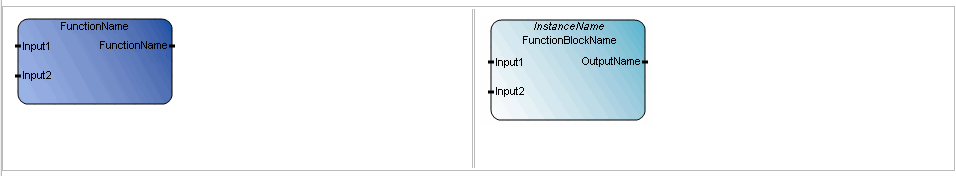 FunctionName
Input1 FunctionName
Input2
InstanceName
FunctionBlockName
Input1 OutputName
Input2